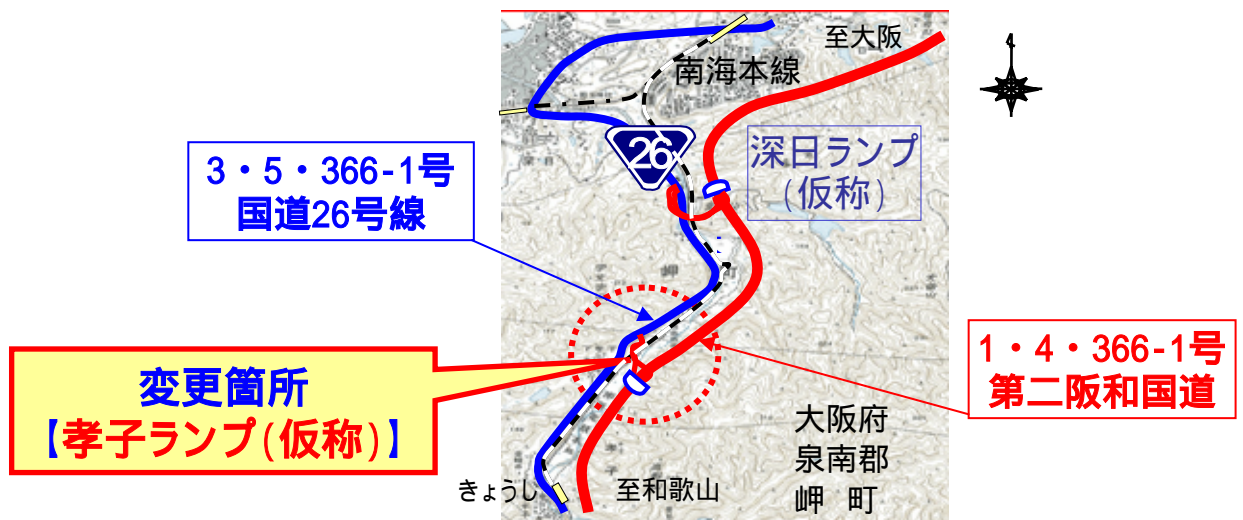 至大阪
南海本線
26
深日ランプ
(仮称)
3・5・366-1号
国道26号線
岬
町
1・4・366-1号
第二阪和国道
変更箇所
【孝子ランプ(仮称)】
大阪府
泉南郡
岬 町
きょうし
至和歌山